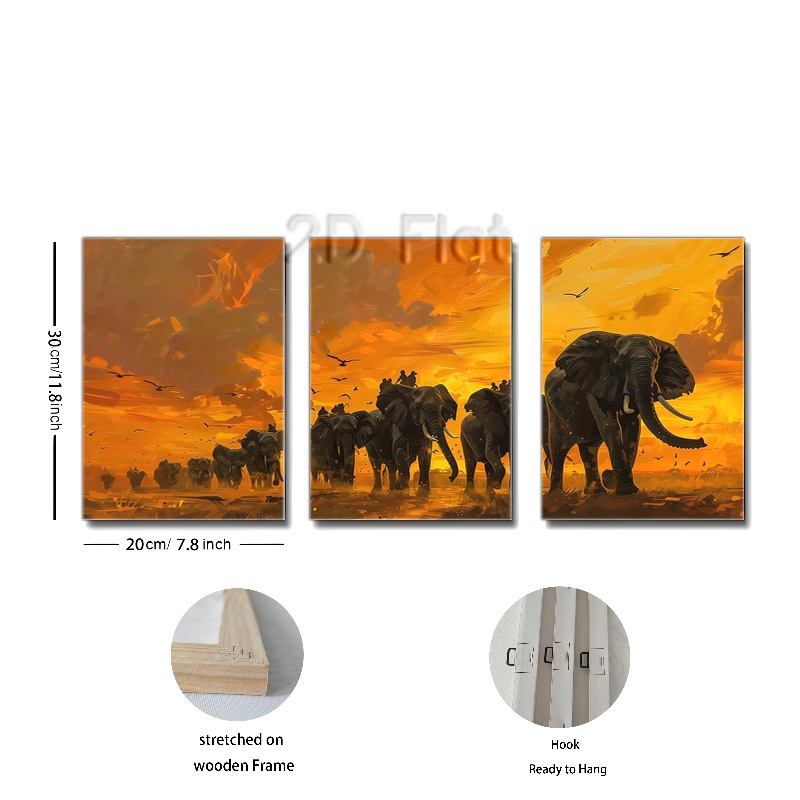 2D Flat
30cm/11.8inch
20cm/ 7.8 inch
stretched on
wooden Frame
Hook
Ready to Hang